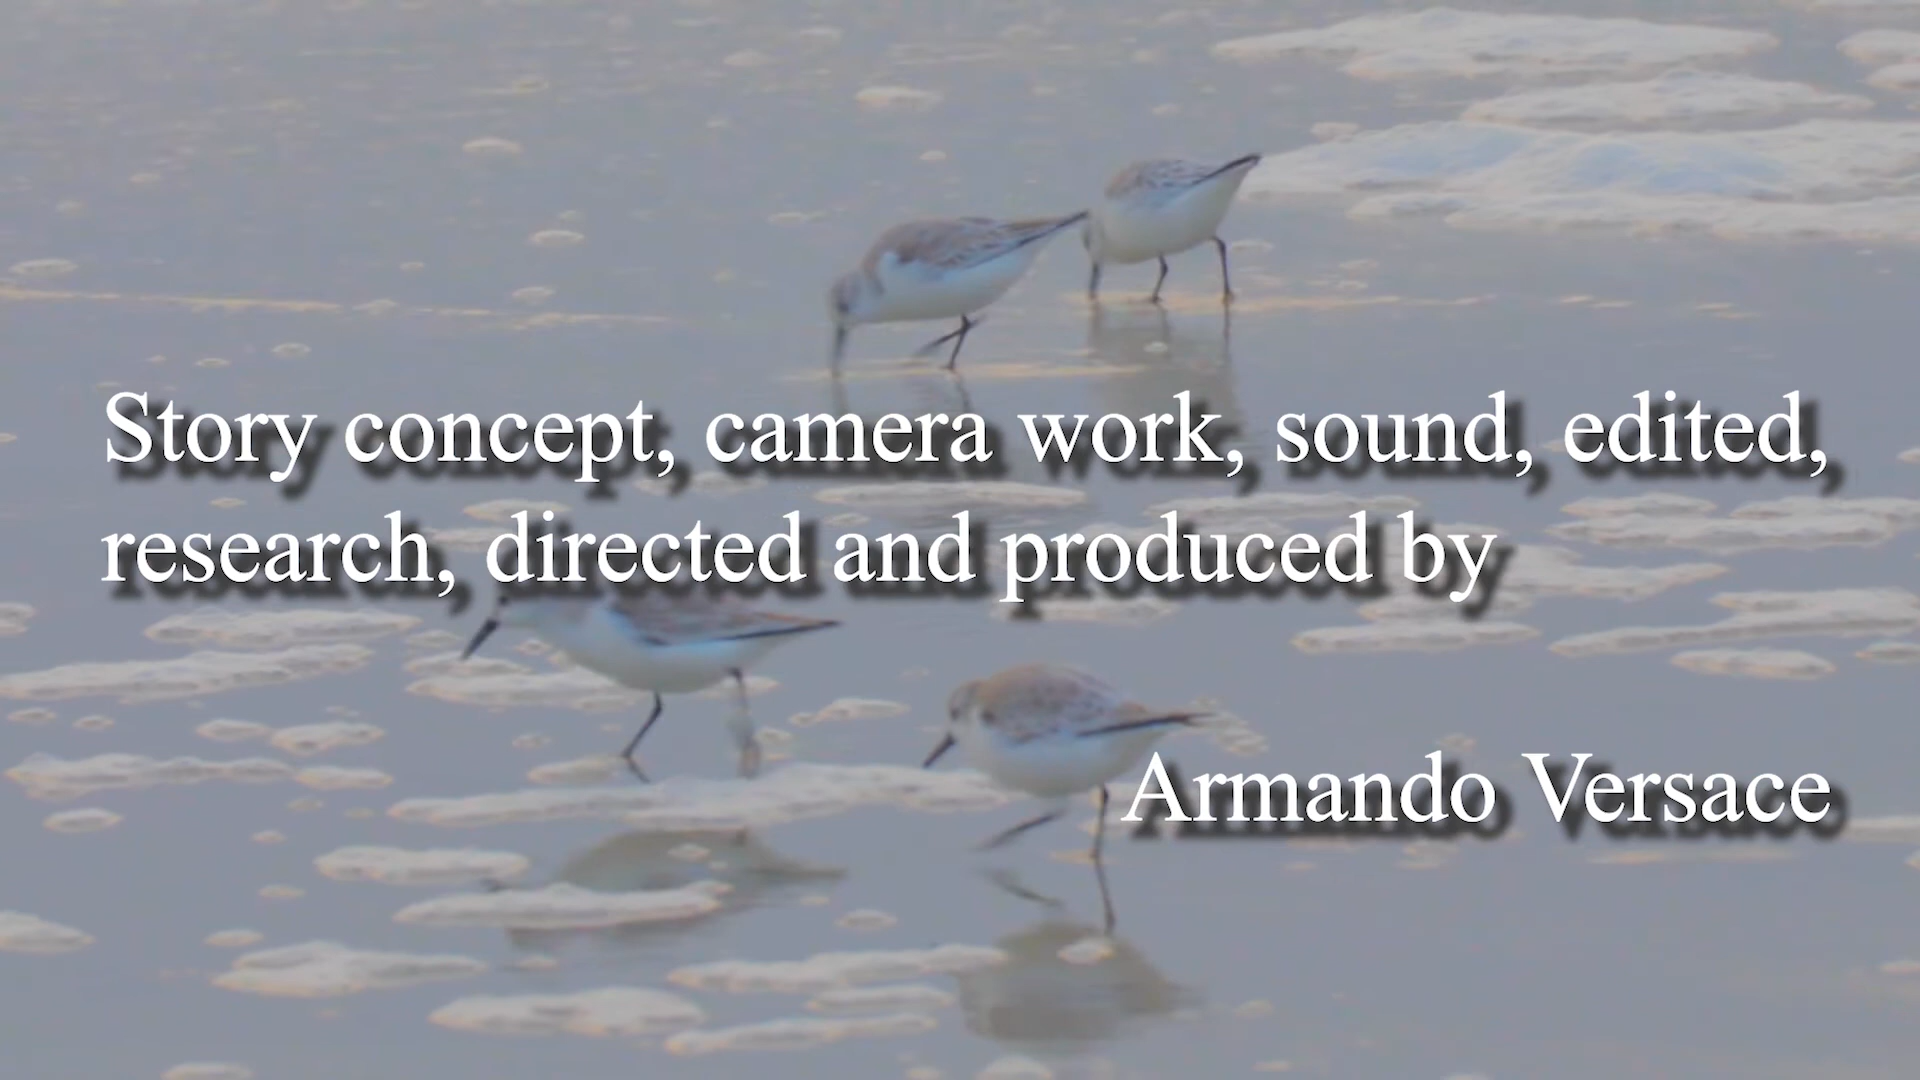 Story concept, camera work, sound, edited,
research, directed and produced by
Armando Versace